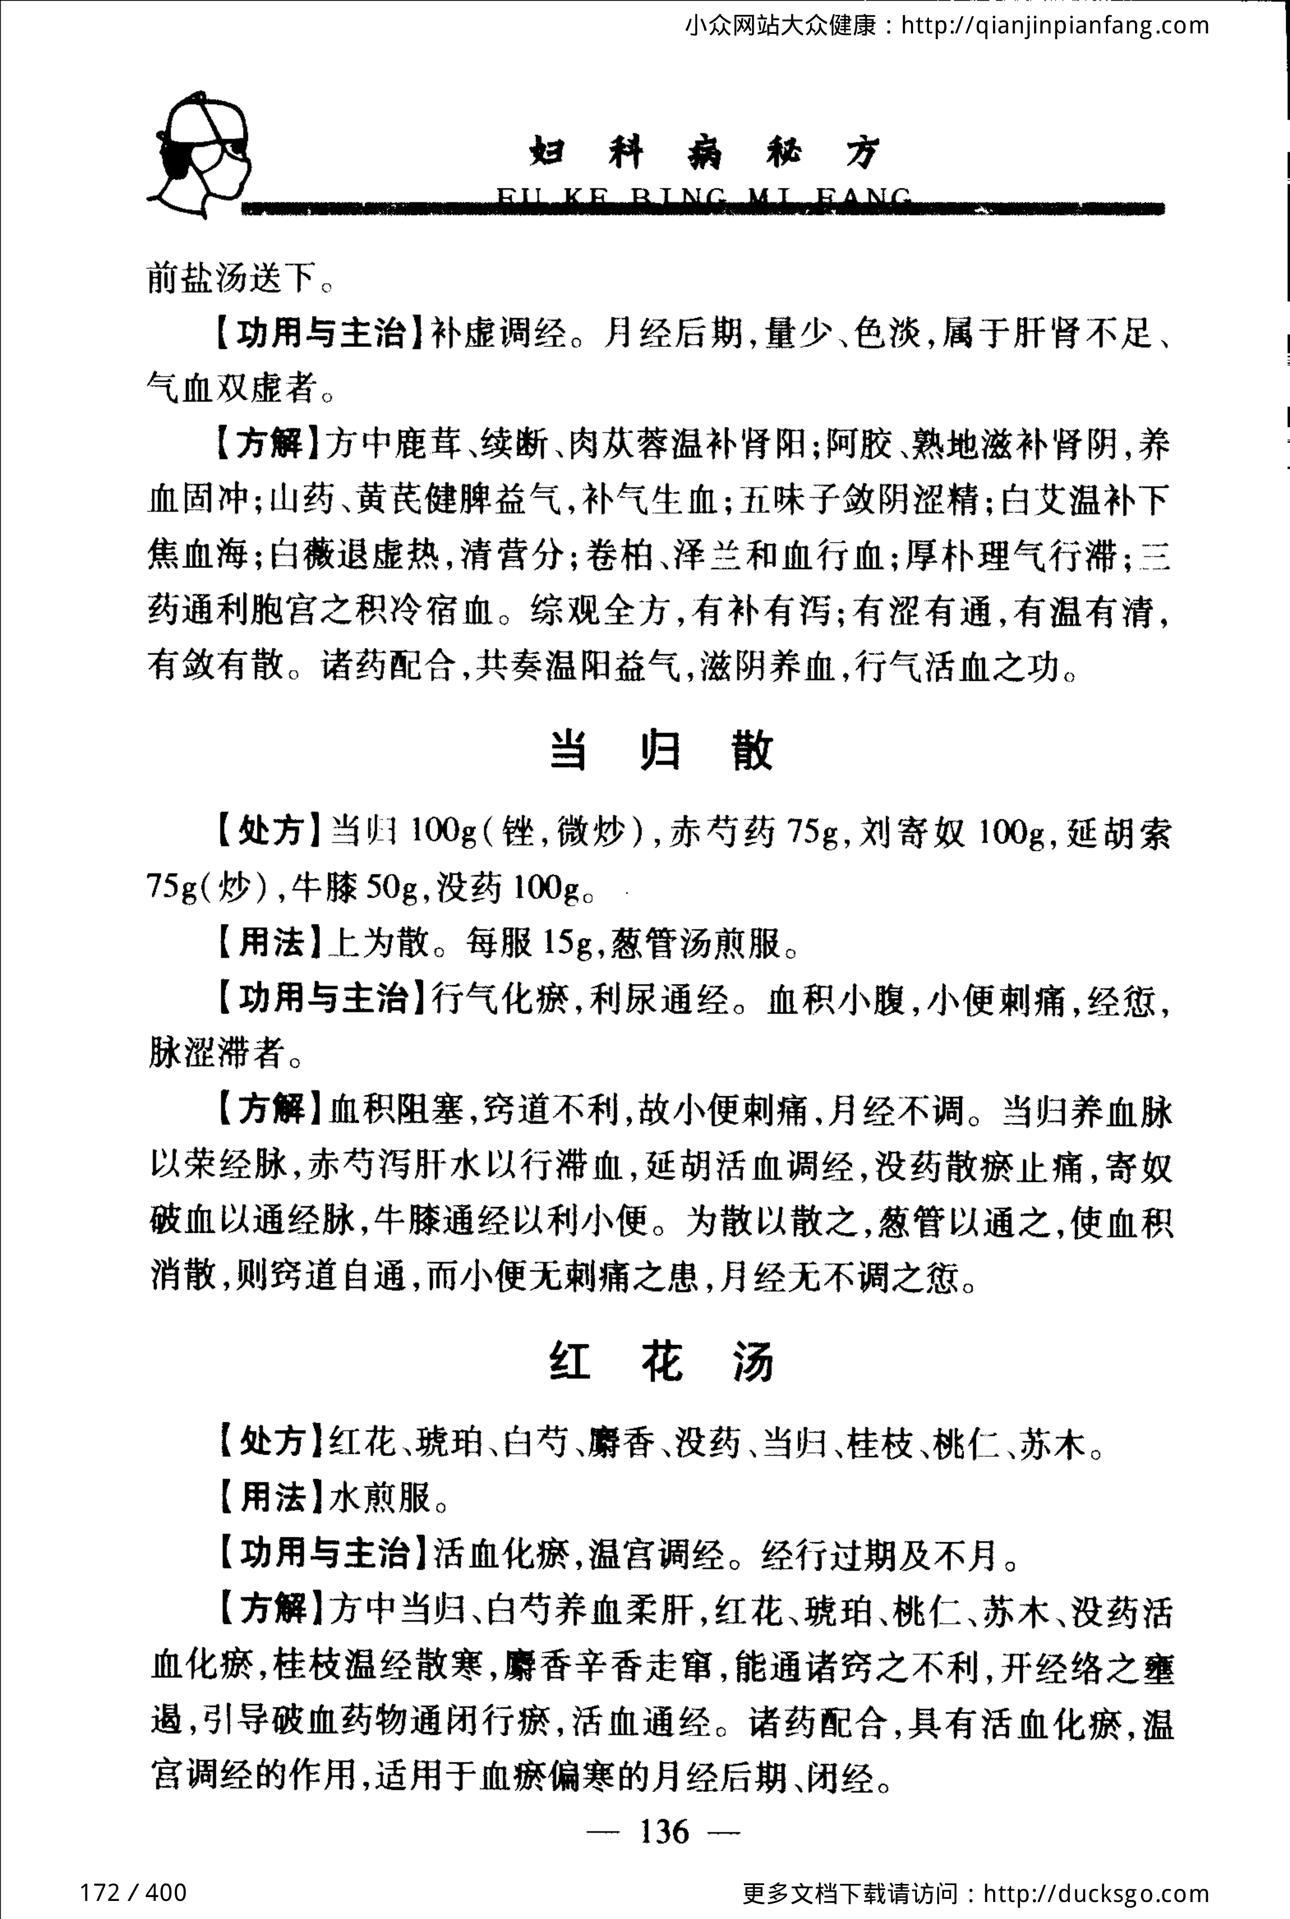 小众网站大众健康：http://qianjinpianfang.com
妇科病秘方
FU KE BING MI FANG
前盐汤送下。
【功用与主治】补虚调经。月经后期,量少、色淡,属于肝肾不足、
气血双虚者。
【方解】方中鹿茸、续断、肉苁蓉温补肾阳;阿胶、熟地滋补肾阴,养
血固冲;山药、黄芪健脾益气,补气生血;五味子敛阴涩精;白艾温补下
焦血海;白薇退虚热,清营分;卷柏、泽兰和血行血;厚朴理气行滞;三
药通利胞宫之积冷宿血。综观全方,有补有泻;有涩有通,有温有清,
有敛有散。诸药配合,共奏温阳益气,滋阴养血,行气活血之功。
当归散
【处方】当归 100g(锉,微炒),赤芍药 75g,刘寄奴 100g,延胡索
75g(炒),牛膝 50g,没药 100g。
【用法】上为散。每服 15g,葱管汤煎服。
【功用与主治】行气化瘀,利尿通经。血积小腹,小便刺痛,经愆,
脉涩滞者。
【方解】血积阻塞,窍道不利,故小便刺痛,月经不调。当归养血脉
以荣经脉,赤芍泻肝水以行滞血,延胡活血调经,没药散瘀止痛,寄奴
破血以通经脉,牛膝通经以利小便。为散以散之,葱管以通之,使血积
消散,则窍道自通,而小便无刺痛之患,月经无不调之愆。
红花汤
【处方】红花、琥珀、白芍、麝香、没药、当归、桂枝、桃仁、苏木。
【用法】水煎服。
【功用与主治】活血化瘀,温宫调经。经行过期及不月。
【方解】方中当归、白芍养血柔肝,红花、琥珀、桃仁、苏木、没药活
血化瘀,桂枝温经散寒,麝香辛香走窜,能通诸窍之不利,开经络之壅
遏,引导破血药物通闭行瘀,活血通经。诸药配合,具有活血化瘀,温
宫调经的作用,适用于血瘀偏寒的月经后期、闭经。
— 136 —
172 / 400
更多文档下载请访问：http://ducksgo.com